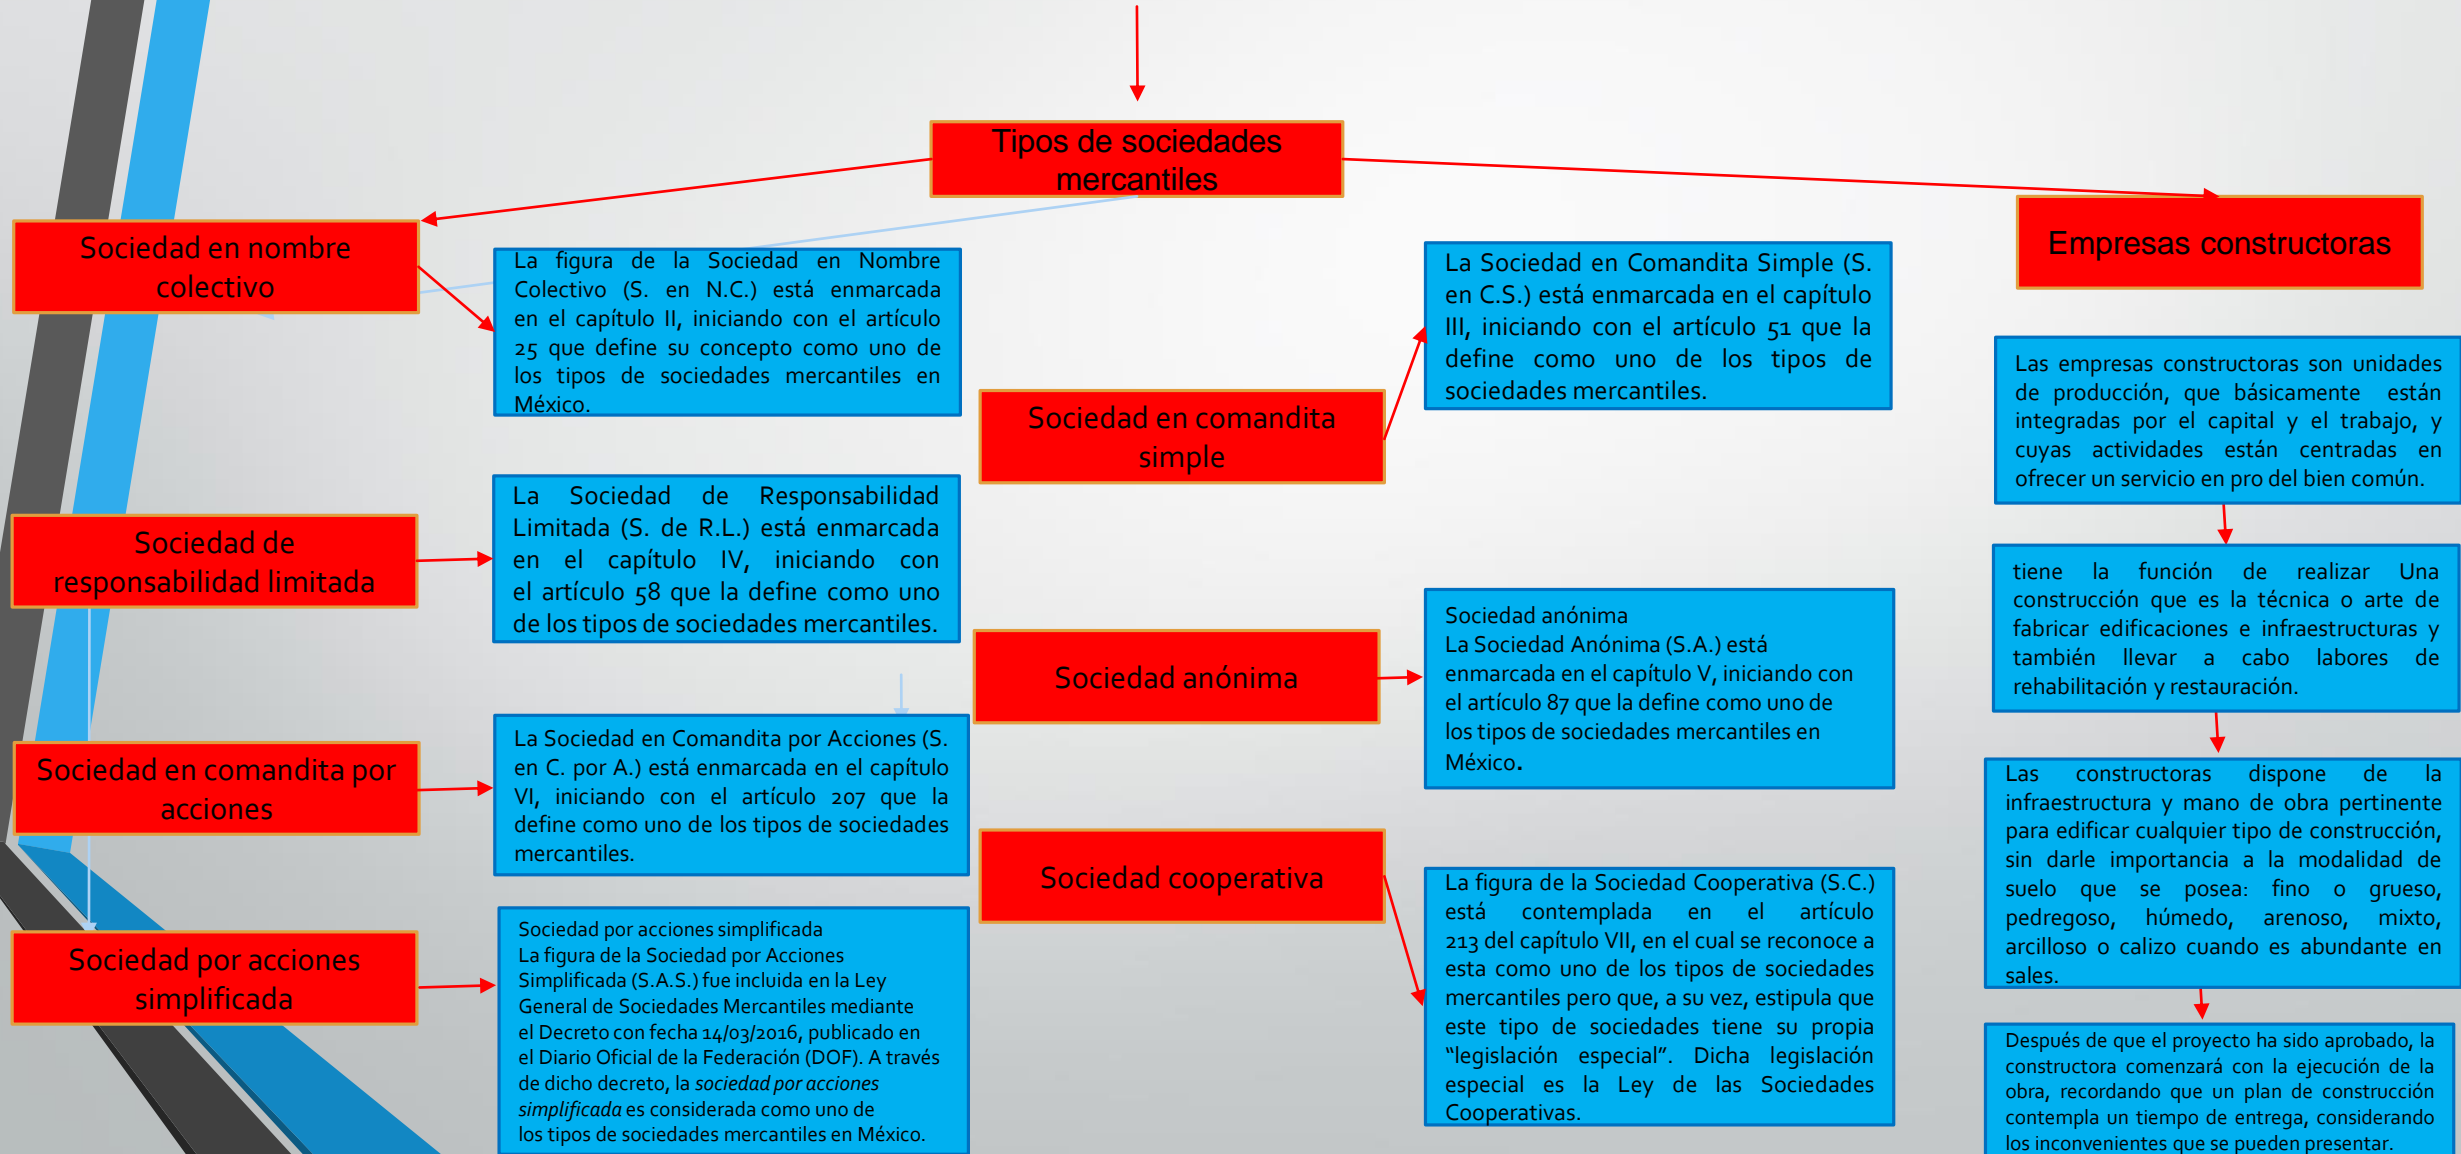 Tipos de sociedades
mercantiles
Sociedad en nombre
colectivo
La figura de la Sociedad en Nombre
Colectivo (S. en N.C.) está enmarcada
en el capítulo II, iniciando con el artículo
25 que define su concepto como uno de
los tipos de sociedades mercantiles en
México.
Sociedad de
responsabilidad limitada
La Sociedad de Responsabilidad
Limitada (S. de R.L.) está enmarcada
en el capítulo IV, iniciando con
el artículo 58 que la define como uno
de los tipos de sociedades mercantiles.
Sociedad en comandita por
acciones
La Sociedad en Comandita por Acciones (S.
en C. por A.) está enmarcada en el capítulo
VI, iniciando con el artículo 207 que la
define como uno de los tipos de sociedades
mercantiles.
Sociedad por acciones
simplificada
Sociedad por acciones simplificada
La figura de la Sociedad por Acciones
Simplificada (S.A.S.) fue incluida en la Ley
General de Sociedades Mercantiles mediante
el Decreto con fecha 14/03/2016, publicado en
el Diario Oficial de la Federación (DOF). A través
de dicho decreto, la sociedad por acciones
simplificada es considerada como uno de
los tipos de sociedades mercantiles en México.
Sociedad en comandita
simple
La Sociedad en Comandita Simple (S.
en C.S.) está enmarcada en el capítulo
III, iniciando con el artículo 51 que la
define como uno de los tipos de
sociedades mercantiles.
Sociedad anónima
Sociedad anónima
La Sociedad Anónima (S.A.) está
enmarcada en el capítulo V, iniciando con
el artículo 87 que la define como uno de
los tipos de sociedades mercantiles en
México.
Sociedad cooperativa
La figura de la Sociedad Cooperativa (S.C.)
está contemplada en el artículo
213 del capítulo VII, en el cual se reconoce a
esta como uno de los tipos de sociedades
mercantiles pero que, a su vez, estipula que
este tipo de sociedades tiene su propia
“legislación especial”. Dicha legislación
especial es la Ley de las Sociedades
Cooperativas.
Empresas constructoras
Las empresas constructoras son unidades
de producción, que básicamente están
integradas por el capital y el trabajo, y
cuyas actividades están centradas en
ofrecer un servicio en pro del bien común.
tiene la función de realizar Una
construcción que es la técnica o arte de
fabricar edificaciones e infraestructuras y
también llevar a cabo labores de
rehabilitación y restauración.
Las constructoras dispone de la
infraestructura y mano de obra pertinente
para edificar cualquier tipo de construcción,
sin darle importancia a la modalidad de
suelo que se posea: fino o grueso,
pedregoso, húmedo, arenoso, mixto,
arcilloso o calizo cuando es abundante en
sales.
Después de que el proyecto ha sido aprobado, la
constructora comenzará con la ejecución de la
obra, recordando que un plan de construcción
contempla un tiempo de entrega, considerando
los inconvenientes que se pueden presentar.